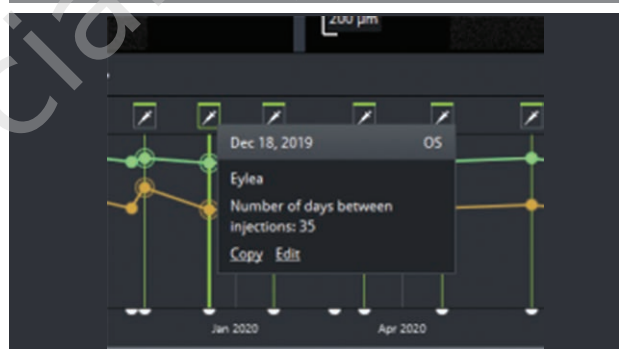 200 µm
Dec 18, 2019 OS
Eylea
Number of days between
injections: 35
Copy Edit
Jan 2020 Apr 2020